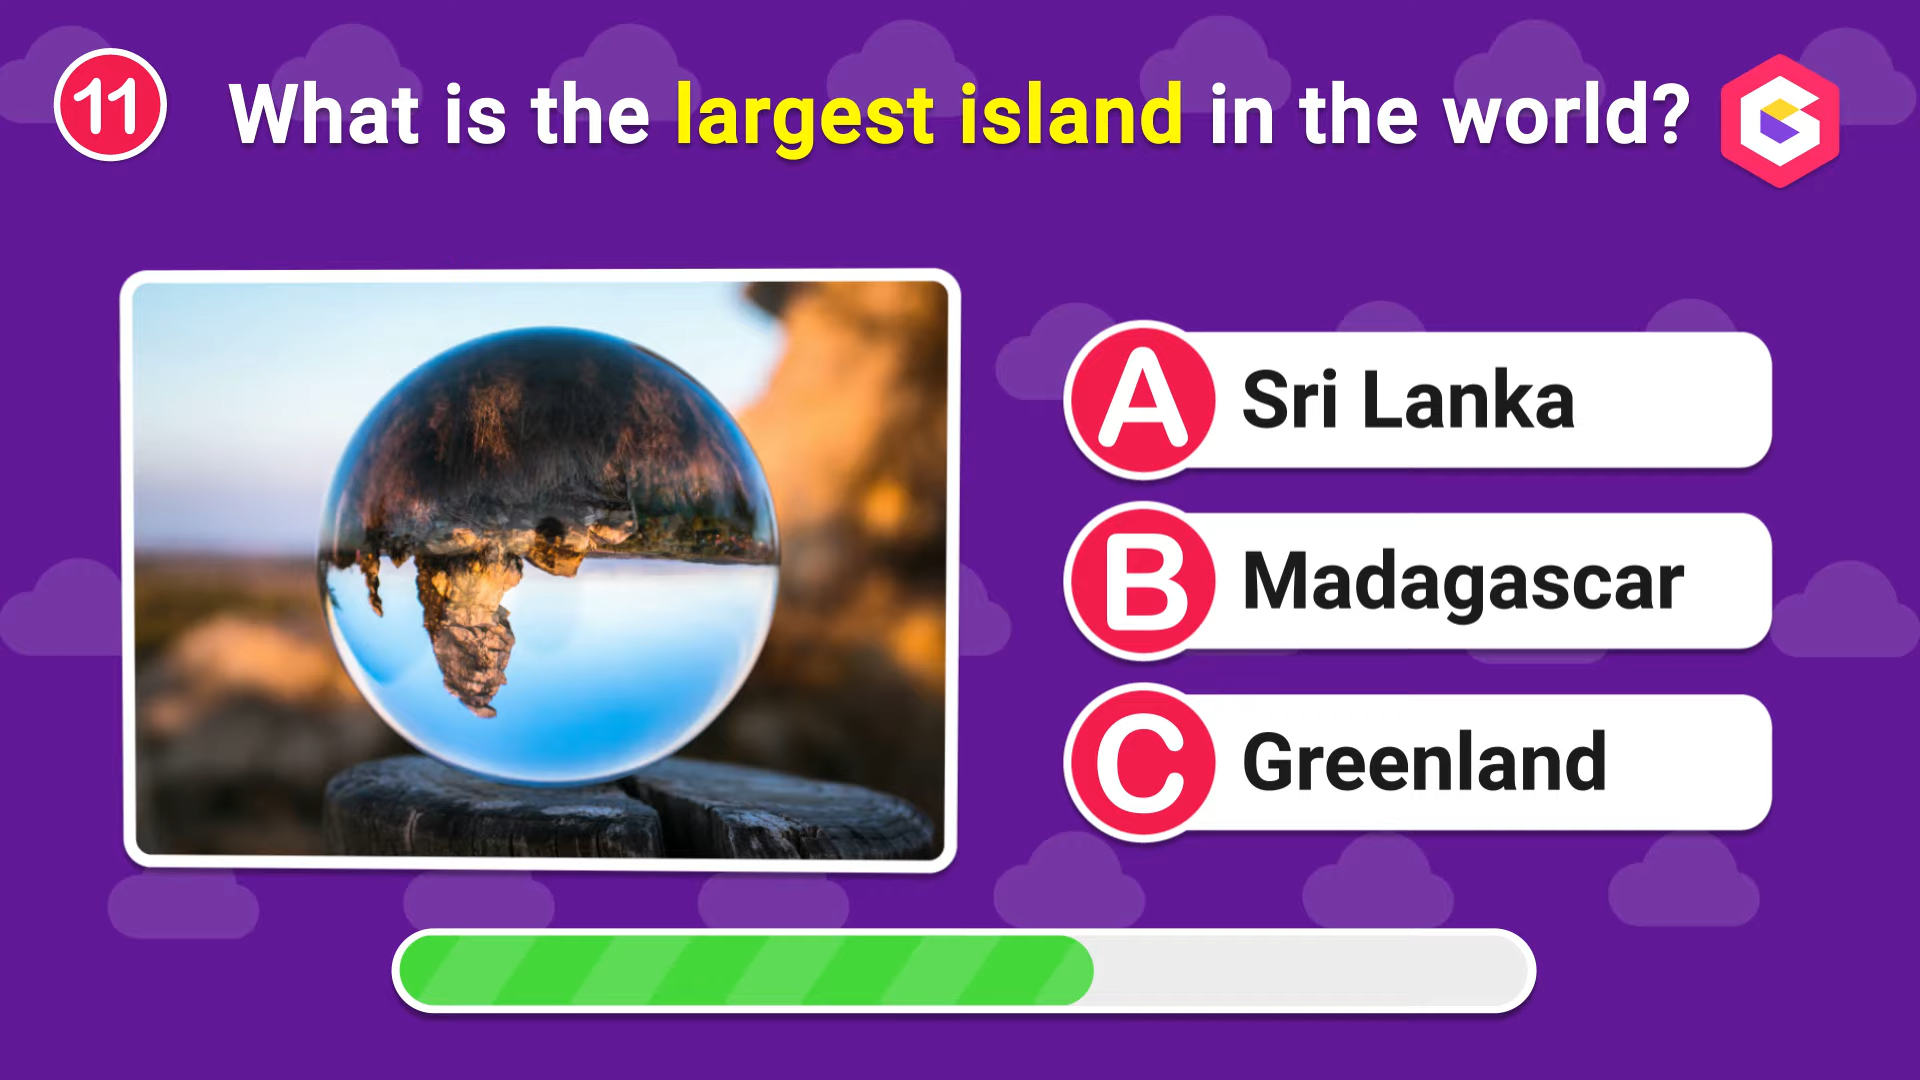 11
What is the largest island in the world?
A Sri Lanka
B Madagascar
C Greenland